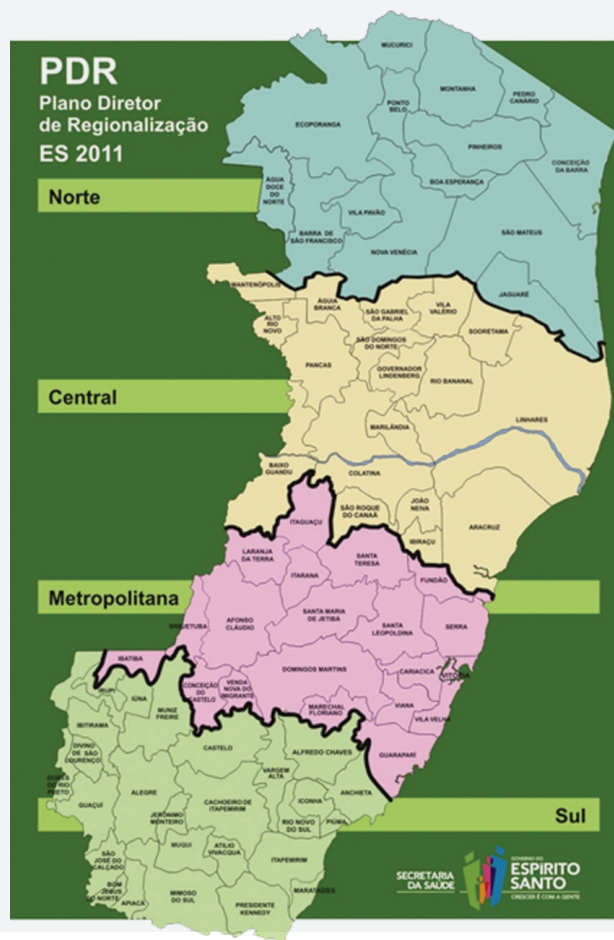 PDR
Plano Diretor
de Regionalização
ES 2011
MUCURICI
MONTANHA
PEDRO
CANÁRIO
PONTO
BELO
ECOPORANGA
PINHEIROS
CONCEIÇÃO
DA BARRA
ÁGUA
DOCE
DO
NORTE
BOA ESPERANÇA
Norte
VILA PAVÃO
BARRA DE
SÃO FRANCISCO
SÃO MATEUS
NOVA VENÉCIA
JAGUARÉ
MANTENÓPOLIS
ÁGUIA
BRANCA
VILA
VALÉRIO
SÃO GABRIEL
DA PALHA
ALTO
RIO
NOVO
SOORETAMA
SÃO DOMINGOS
DO NORTE
PANCAS
GOVERNADOR
LINDENBERG
RIO BANANAL
Central
LINHARES
MARILÂNDIA
BAIXO
GUANDU
COLATINA
SÃO ROQUE
DO CANAÃ
JOÃO
NEIVA
ITAGUAÇU
ARACRUZ
IBIRAÇU
LARANJA
DA TERRA
SANTA
TERESA
ITARANA
FUNDÃO
Metropolitana
BREJETUBA
AFONSO
CLÁUDIO
SANTA MARIA
DE JETIBÁ
SANTA
LEOPOLDINA
SERRA
IBATIBA
DOMINGOS MARTINS
CARIACICA
VITÓRIA
CONCEIÇÃO
DO
CASTELO
VENDA
NOVA DO
IMIGRANTE
IRUPI
IÚNA
MUNIZ
FREIRE
MARECHAL
FLORIANO
VIANA
VILA VELHA
IBITIRAMA
CASTELO
ALFREDO CHAVES
GUARAPARI
DIVINO
DE SÃO
LOURENÇO
VARGEM
ALTA
DORES
DO RIO
PRETO
ALEGRE
ANCHIETA
GUAÇUÍ
CACHOEIRO DE
ITAPEMIRIM
ICONHA
JERÔNIMO
MONTEIRO
RIO NOVO
DO SUL
PIÚMA
Sul
MUQUI
ATILIO
VIVACQUA
SÃO
JOSÉ DO
CALÇADO
ITAPEMIRIM
BOM
JESUS
DO NORTE
APIACA
MIMOSO
DO SUL
MARATAÍZES
PRESIDENTE
KENNEDY
SECRETARIA
DA SAÚDE
GOVERNO DO
ESPÍRITO
SANTO
CRESCER É COM A GENTE